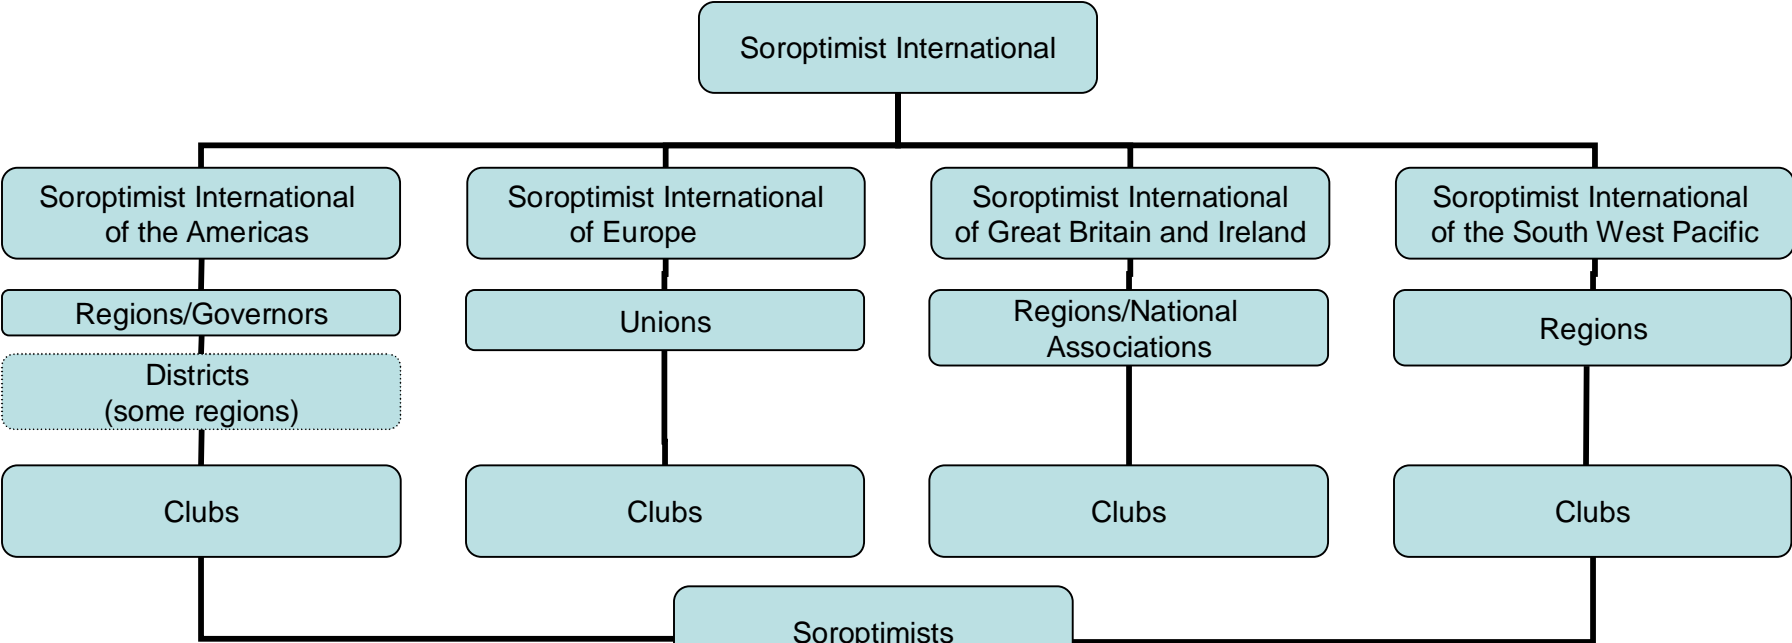 Soroptimist International
Soroptimist International
of the Americas
Soroptimist International
of Europe
Soroptimist International
of Great Britain and Ireland
Soroptimist International
of the South West Pacific
Regions/Governors
Unions
Regions/National
Associations
Regions
Districts
(some regions)
Clubs
Clubs
Clubs
Clubs
Soroptimists